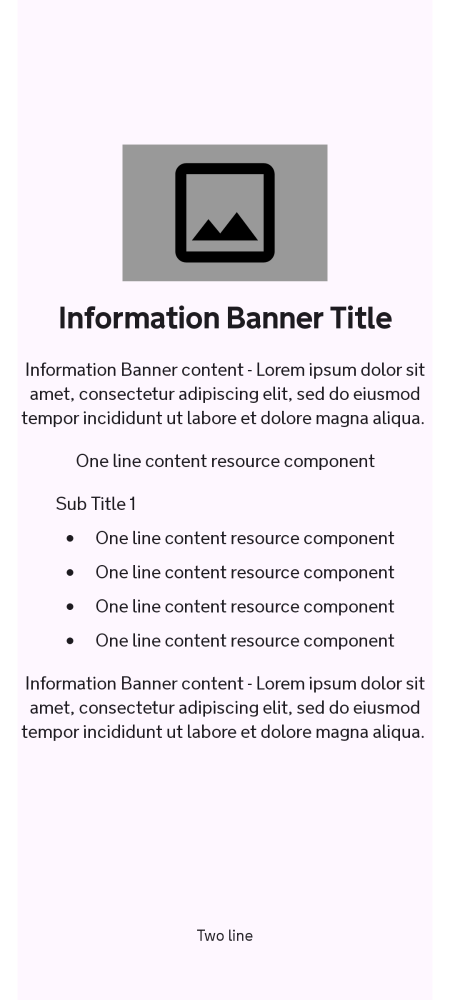 Information Banner Title
Information Banner content - Lorem ipsum dolor sit
amet, consectetur adipiscing elit, sed do eiusmod
tempor incididunt ut labore et dolore magna aliqua.
One line content resource component
Sub Title 1
• One line content resource component
• One line content resource component
• One line content resource component
• One line content resource component
Information Banner content - Lorem ipsum dolor sit
amet, consectetur adipiscing elit, sed do eiusmod
tempor incididunt ut labore et dolore magna aliqua.
Two line